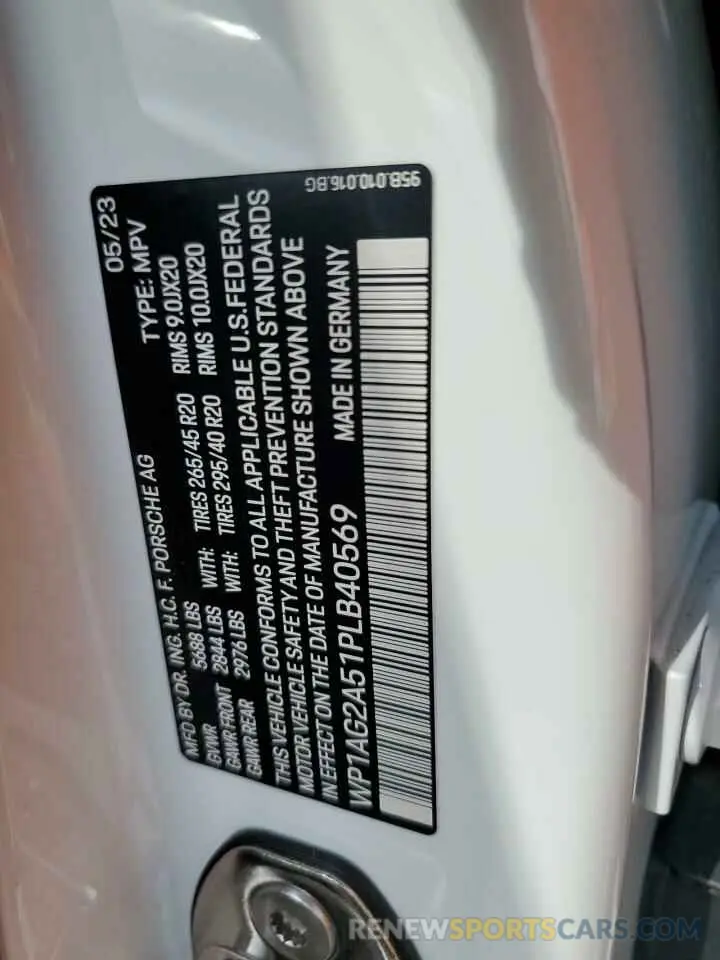 MFD BY DR. ING. H.C. F. PORSCHE AG 05/23
GVWR 5688 LBS TYPE: MPV
GAWR FRONT 2844 LBS WITH: TIRES 265/45 R20 RIMS 9.0JX20
GAWR REAR 2976 LBS WITH: TIRES 295/40 R20 RIMS 10.0JX20
THIS VEHICLE CONFORMS TO ALL APPLICABLE U.S.FEDERAL
MOTOR VEHICLE SAFETY AND THEFT PREVENTION STANDARDS
IN EFFECT ON THE DATE OF MANUFACTURE SHOWN ABOVE
WP1AG2A51PLB40569 MADE IN GERMANY
95B.010.016.BG
RENEWSPORTSCARS.COM